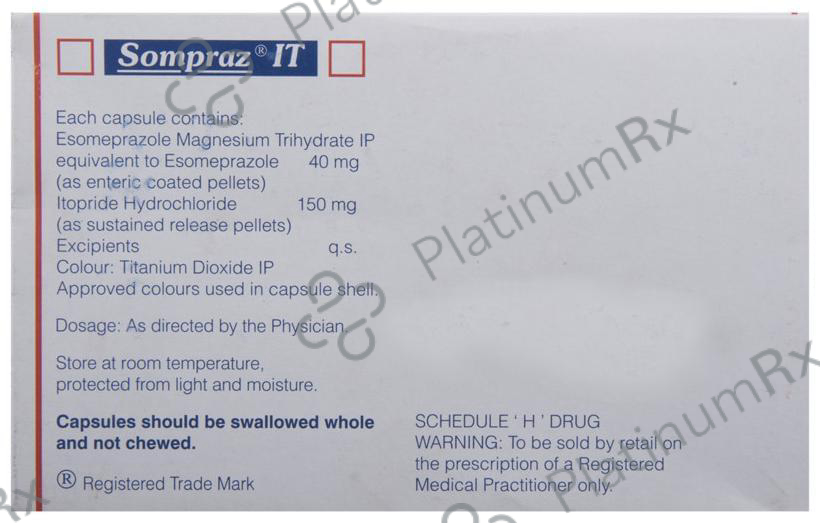 Sompraz® IT
Each capsule contains:
Esomeprazole Magnesium Trihydrate IP
equivalent to Esomeprazole 40 mg
(as enteric coated pellets)
Itopride Hydrochloride 150 mg
(as sustained release pellets)
Excipients q.s.
Colour: Titanium Dioxide IP
Approved colours used in capsule shell.
Dosage: As directed by the Physician.
Store at room temperature,
protected from light and moisture.
Capsules should be swallowed whole
and not chewed.
® Registered Trade Mark
SCHEDULE ‘ H ’ DRUG
WARNING: To be sold by retail on
the prescription of a Registered
Medical Practitioner only.
PlatinumRx
PlatinumRx
Platinum
Rx